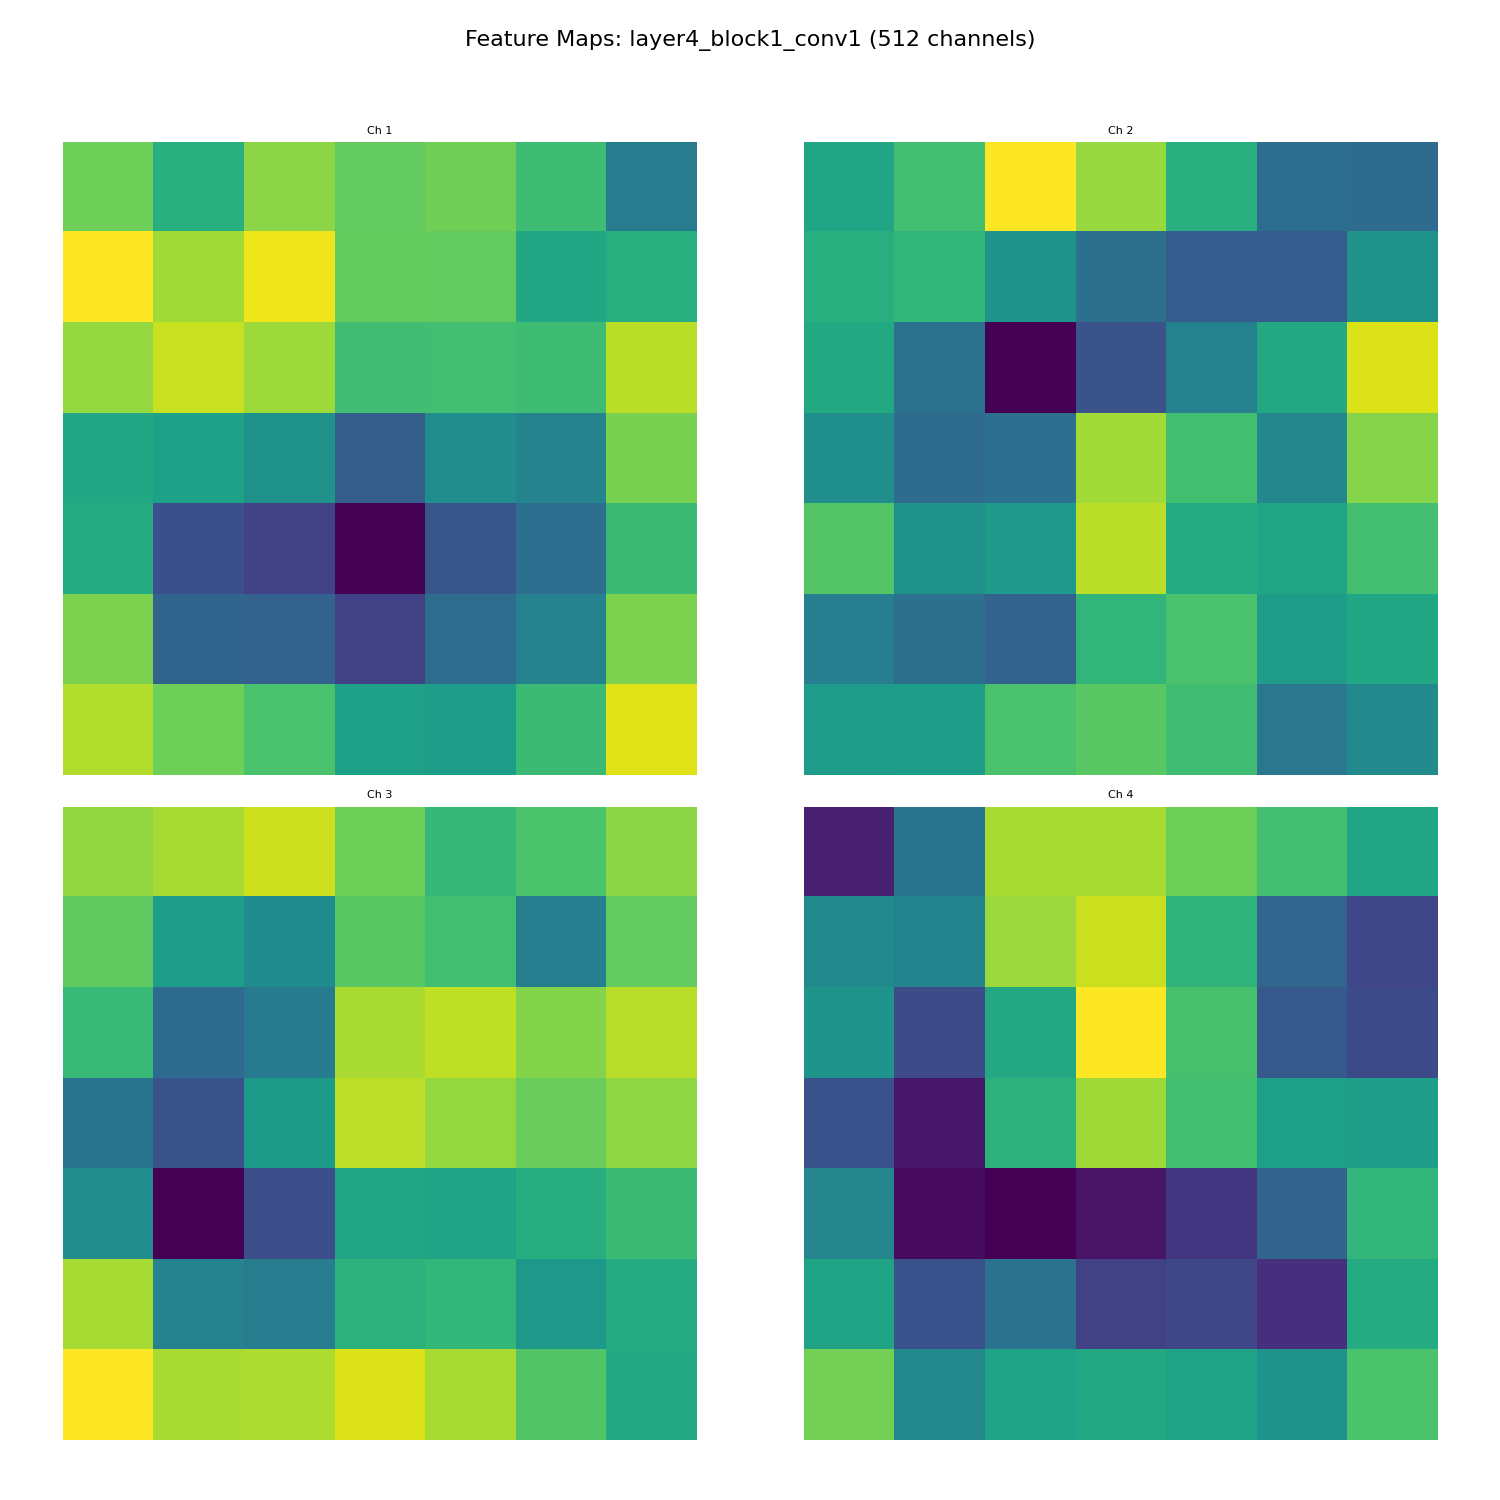 Feature Maps: layer4_block1_conv1 (512 channels)
Ch 1
Ch 2
Ch 3
Ch 4